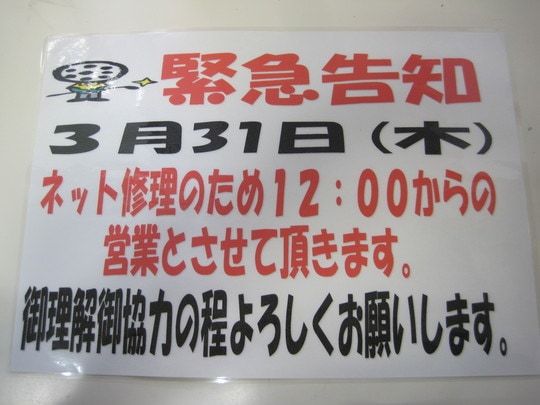 緊急告知
3月31日(木)
ネット修理のため12:00からの
営業とさせて頂きます。
御理解御協力の程よろしくお願いします。